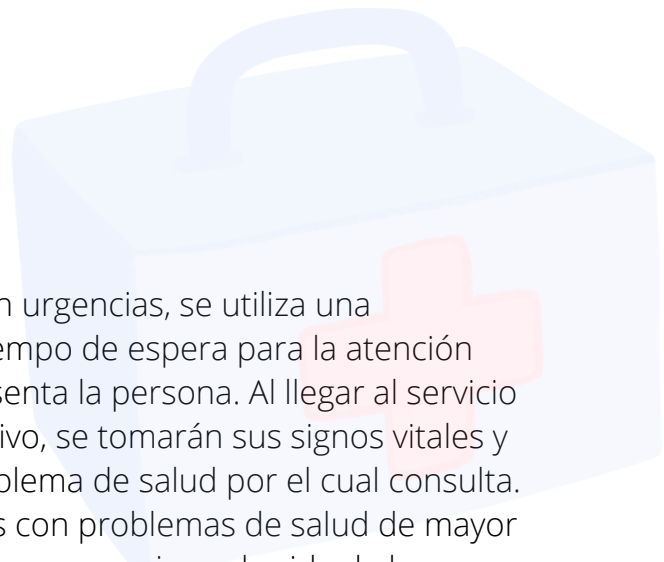 n urgencias, se utiliza una
empo de espera para la atención
senta la persona. Al llegar al servicio
ivo, se tomarán sus signos vitales y
blema de salud por el cual consulta.
s con problemas de salud de mayor